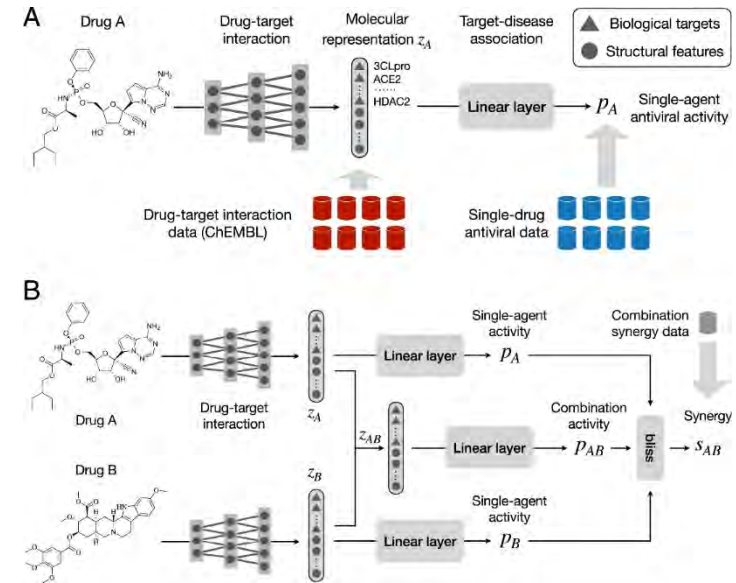 A
Drug A
Drug-target
interaction
Molecular
representation z_A
3CLpro
ACE2
HDAC2
Target-disease
association
Biological targets
Structural features
Linear layer
p_A
Single-agent
antiviral activity
Drug-target interaction
data (ChEMBL)
Single-drug
antiviral data
B
Drug A
Drug-target
interaction
z_A
Linear layer
Single-agent
activity
p_A
Combination
synergy data
z_AB
Linear layer
Combination
activity
p_AB
bliss
Synergy
s_AB
Drug B
z_B
Linear layer
Single-agent
activity
p_B